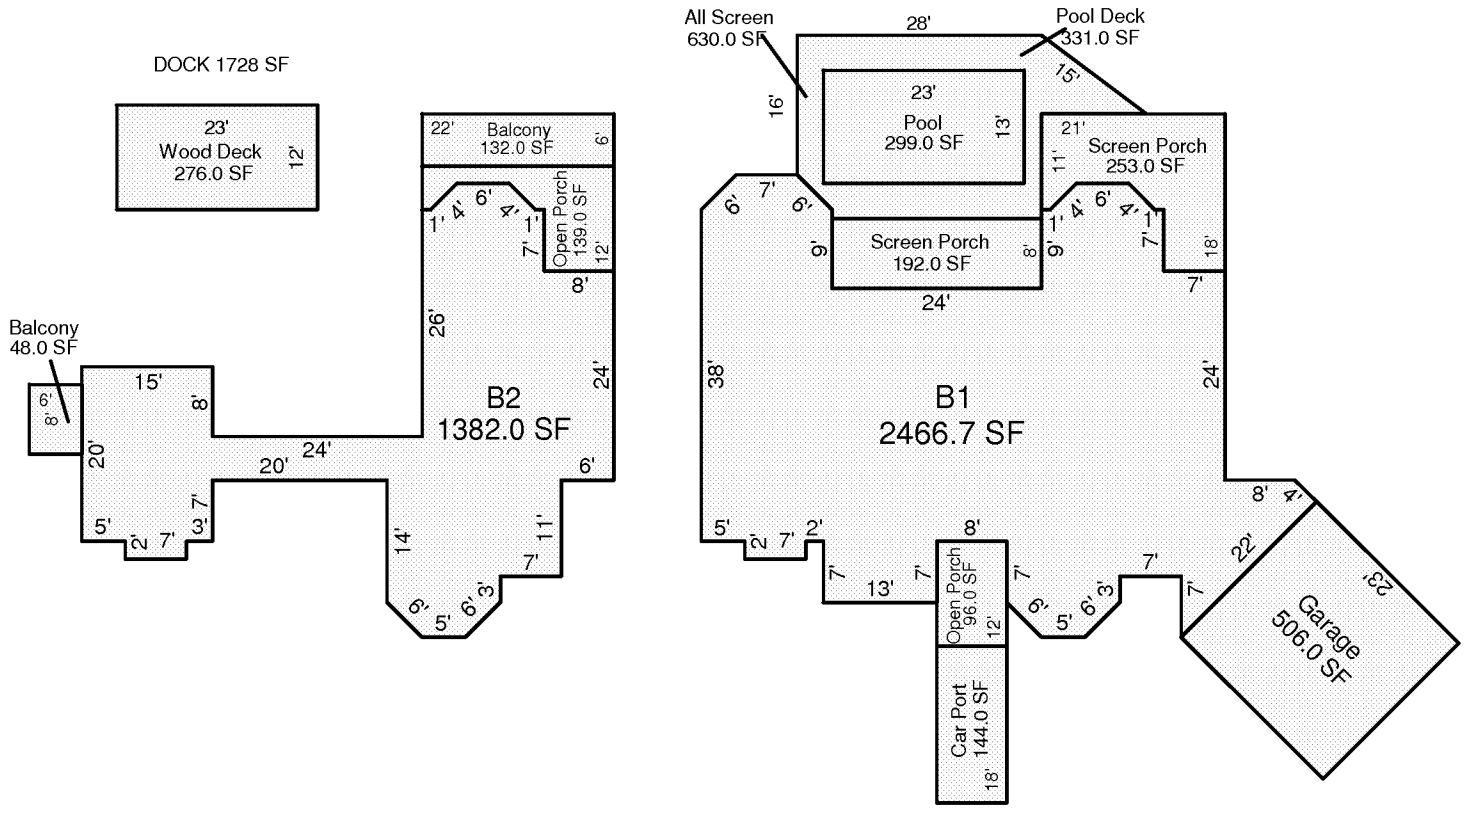 DOCK 1728 SF
23'
Wood Deck
276.0 SF
12'
22'
Balcony
132.0 SF
6'
1'
4'
6'
4'
1'
7'
Open Porch
139.0 SF
12'
8'
26'
24'
B2
1382.0 SF
Balcony
48.0 SF
6'
8'
15'
8'
20'
24'
20'
6'
5'
2'
7'
3'
7'
14'
11'
7'
3'
6'
5'
6'
All Screen
630.0 SF
28'
Pool Deck
331.0 SF
15'
16'
23'
Pool
299.0 SF
13'
21'
11'
Screen Porch
253.0 SF
18'
6'
7'
6'
9'
Screen Porch
192.0 SF
8'
24'
9'
1'
4'
6'
4'
1'
7'
7'
38'
24'
B1
2466.7 SF
8'
4'
5'
2'
7'
2'
7'
13'
7'
8'
7'
Open Porch
96.0 SF
12'
Car Port
144.0 SF
18'
6'
5'
6'
3'
7'
7'
22'
23'
Garage
506.0 SF